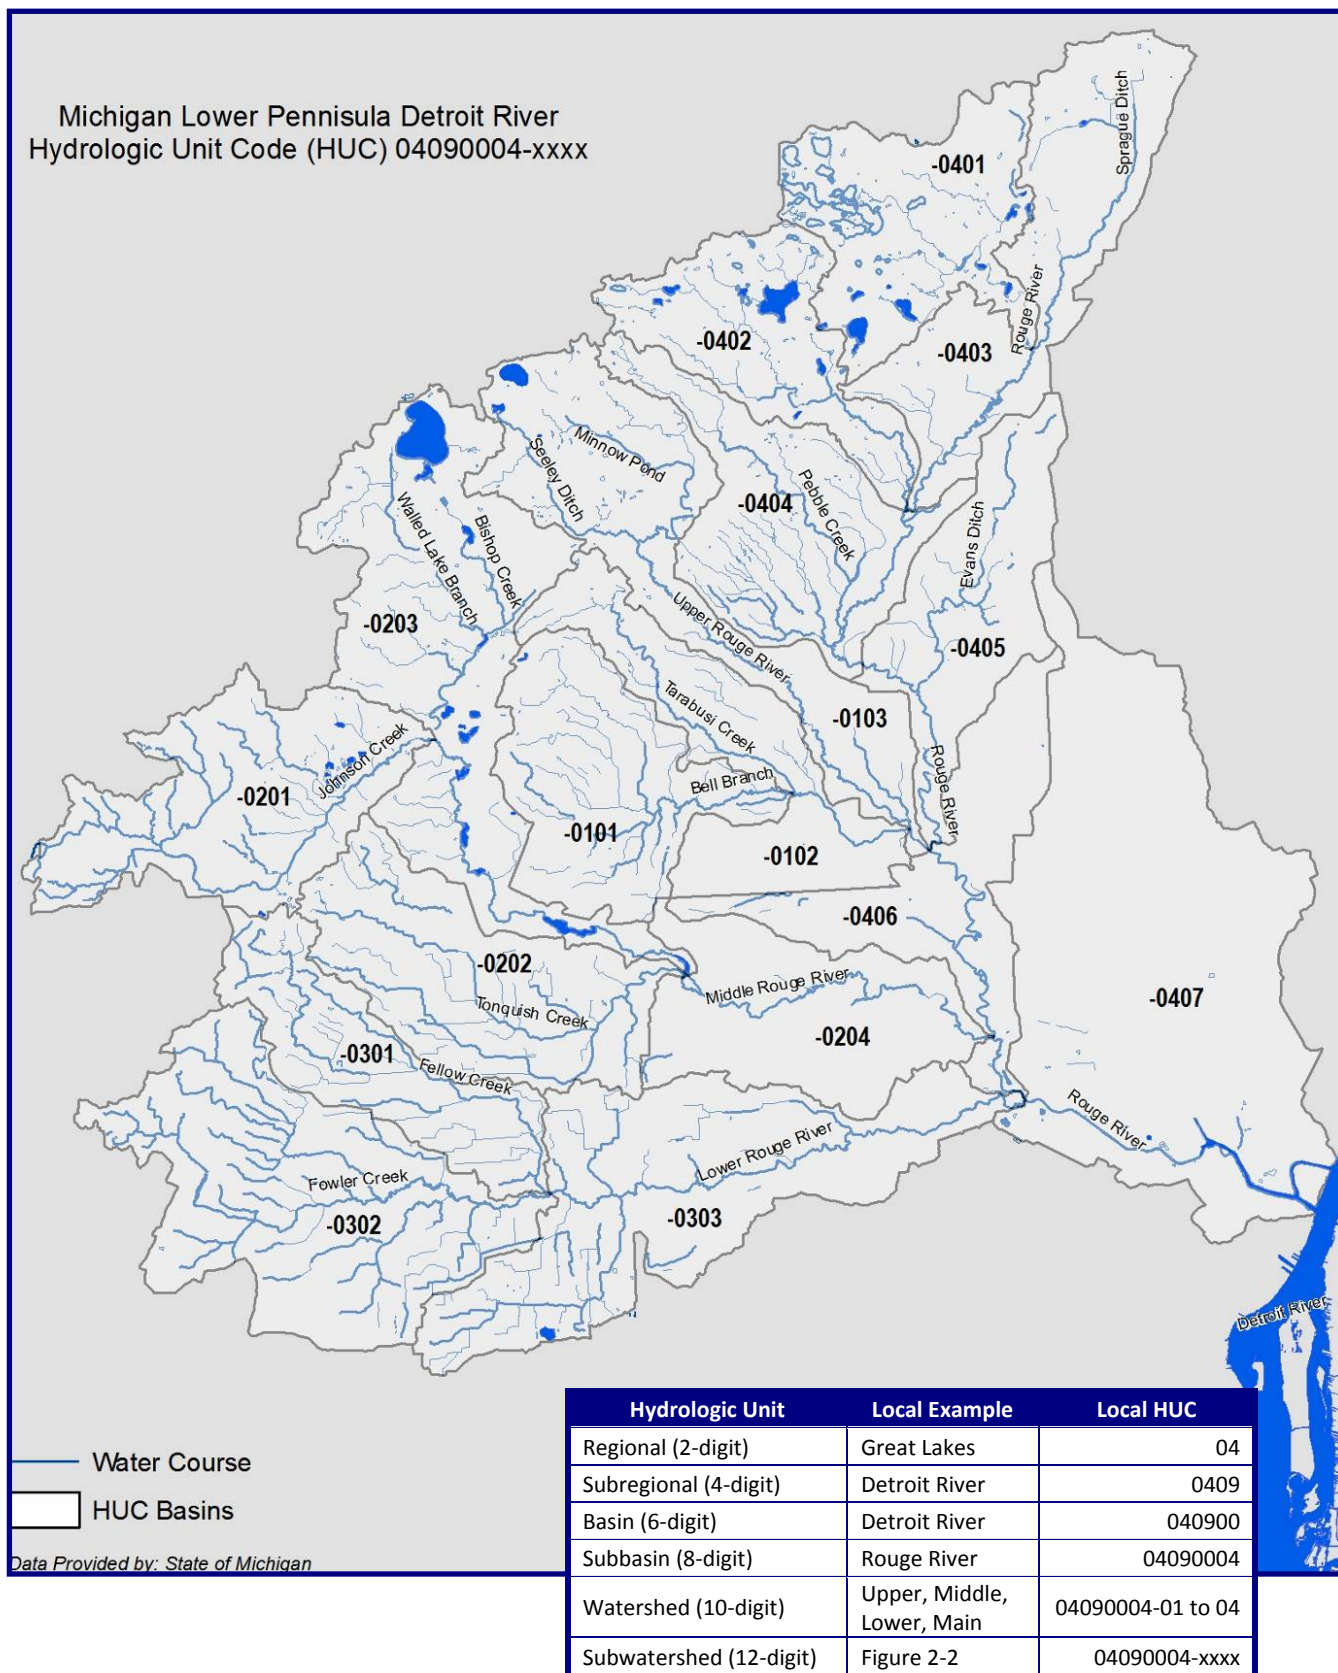 Michigan Lower Pennisula Detroit River
Hydrologic Unit Code (HUC) 04090004-xxxx
Sprague Ditch
-0401
Rouge River
-0402
-0403
Minnow Pond
Seeley Ditch
Pebble Creek
-0404
Walled Lake Branch
Bishop Creek
Evans Ditch
-0203
Upper Rouge River
-0405
Tarabusi Creek
-0103
Johnson Creek
Rouge River
Bell Branch
-0201
-0101
-0102
-0406
-0202
Middle Rouge River
-0407
Tonquish Creek
-0204
-0301
Fellow Creek
Rouge River
Lower Rouge River
Fowler Creek
-0302
-0303
Detroit River
Water Course
HUC Basins
Data Provided by: State of Michigan
Hydrologic Unit Local Example Local HUC
Regional (2-digit) Great Lakes 04
Subregional (4-digit) Detroit River 0409
Basin (6-digit) Detroit River 040900
Subbasin (8-digit) Rouge River 04090004
Watershed (10-digit) Upper, Middle, 04090004-01 to 04
Lower, Main
Subwatershed (12-digit) Figure 2-2 04090004-xxxx